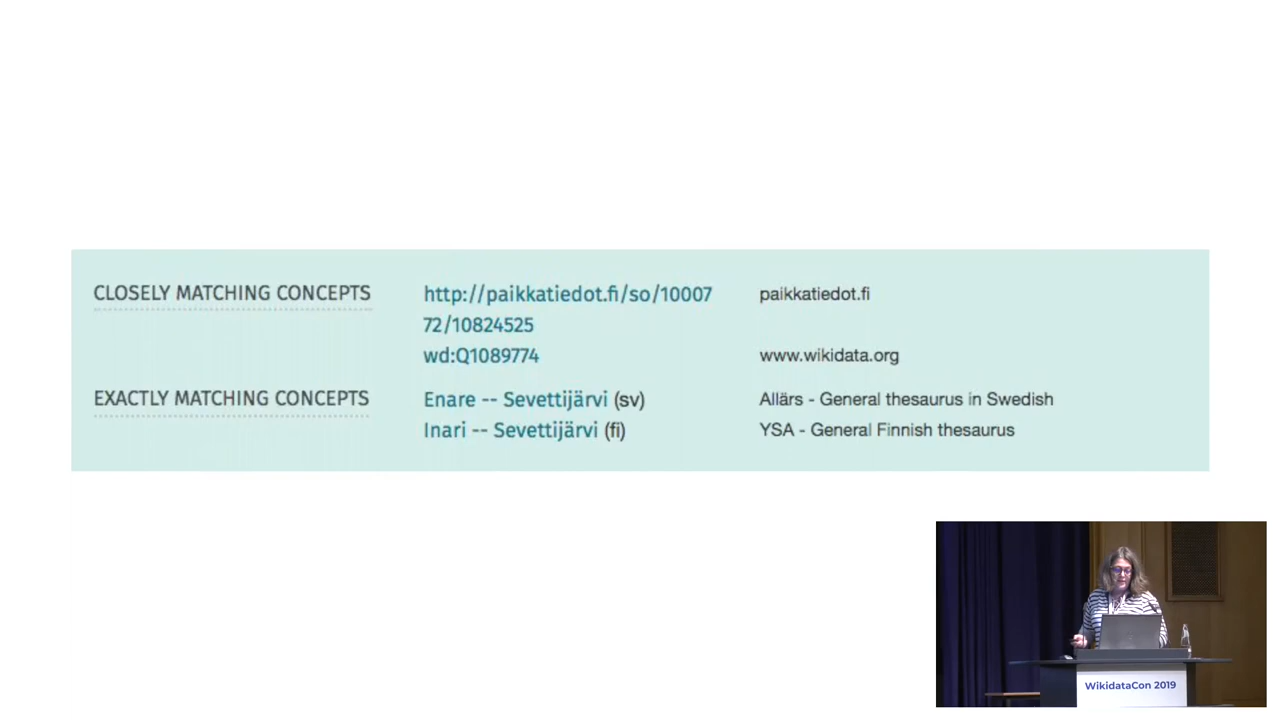 CLOSELY MATCHING CONCEPTS
http://paikkatiedot.fi/so/10007
72/10824525
paikkatiedot.fi
wd:Q1089774
www.wikidata.org
EXACTLY MATCHING CONCEPTS
Enare -- Sevettijärvi (sv)
Allärs - General thesaurus in Swedish
Inari -- Sevettijärvi (fi)
YSA - General Finnish thesaurus
WikidataCon 2019